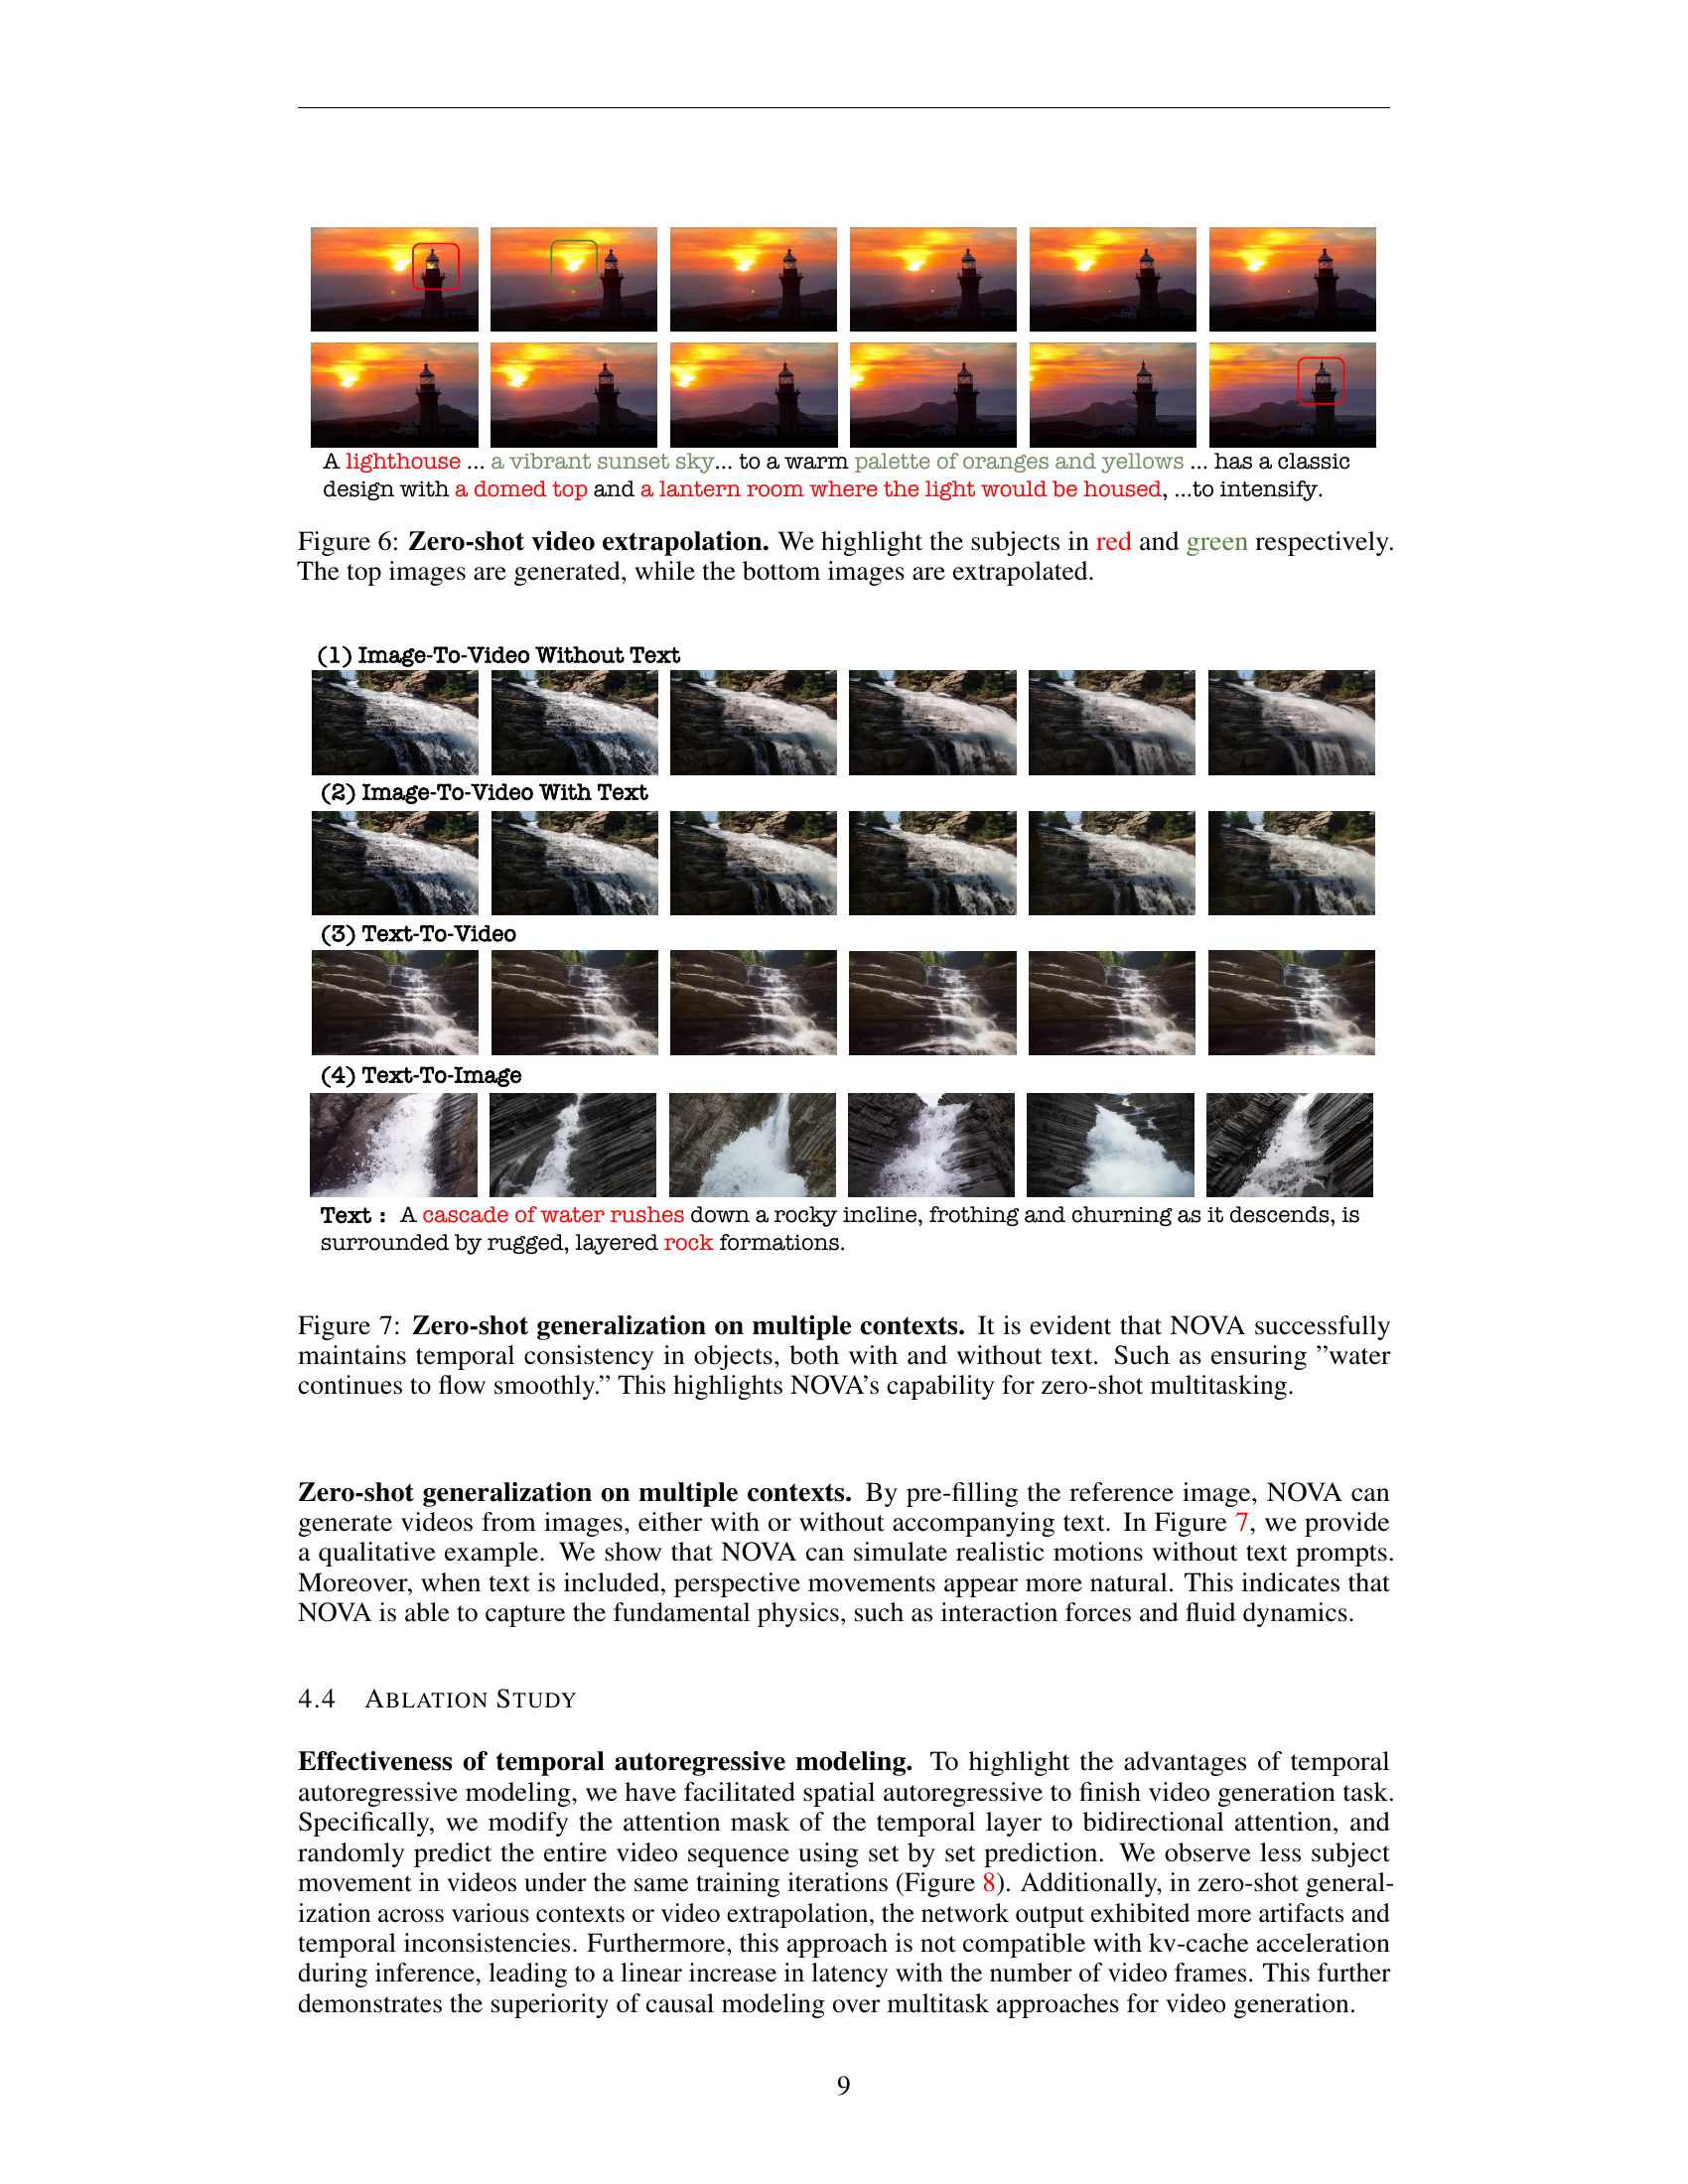 A lighthouse ... a vibrant sunset sky... to a warm palette of oranges and yellows ... has a classic
design with a domed top and a lantern room where the light would be housed, ...to intensify.
Figure 6: Zero-shot video extrapolation. We highlight the subjects in red and green respectively.
The top images are generated, while the bottom images are extrapolated.
(1) Image-To-Video Without Text
(2) Image-To-Video With Text
(3) Text-To-Video
(4) Text-To-Image
Text : A cascade of water rushes down a rocky incline, frothing and churning as it descends, is
surrounded by rugged, layered rock formations.
Figure 7: Zero-shot generalization on multiple contexts. It is evident that NOVA successfully
maintains temporal consistency in objects, both with and without text. Such as ensuring ”water
continues to flow smoothly.” This highlights NOVA’s capability for zero-shot multitasking.
Zero-shot generalization on multiple contexts. By pre-filling the reference image, NOVA can
generate videos from images, either with or without accompanying text. In Figure 7, we provide
a qualitative example. We show that NOVA can simulate realistic motions without text prompts.
Moreover, when text is included, perspective movements appear more natural. This indicates that
NOVA is able to capture the fundamental physics, such as interaction forces and fluid dynamics.
4.4 ABLATION STUDY
Effectiveness of temporal autoregressive modeling. To highlight the advantages of temporal
autoregressive modeling, we have facilitated spatial autoregressive to finish video generation task.
Specifically, we modify the attention mask of the temporal layer to bidirectional attention, and
randomly predict the entire video sequence using set by set prediction. We observe less subject
movement in videos under the same training iterations (Figure 8). Additionally, in zero-shot general-
ization across various contexts or video extrapolation, the network output exhibited more artifacts and
temporal inconsistencies. Furthermore, this approach is not compatible with kv-cache acceleration
during inference, leading to a linear increase in latency with the number of video frames. This further
demonstrates the superiority of causal modeling over multitask approaches for video generation.
9